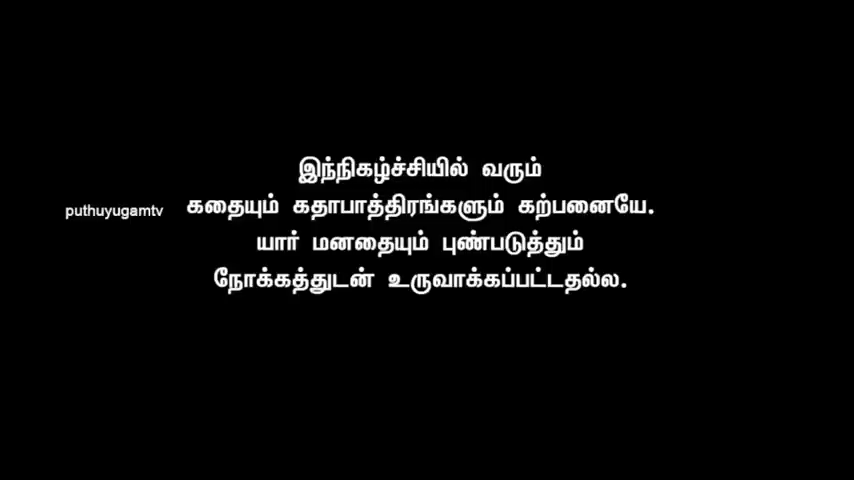 இந்நிகழ்ச்சியில் வரும்
puthuyugamtv கதையும் கதாபாத்திரங்களும் கற்பனையே.
யார் மனதையும் புண்படுத்தும்
நோக்கத்துடன் உருவாக்கப்பட்டதல்ல.